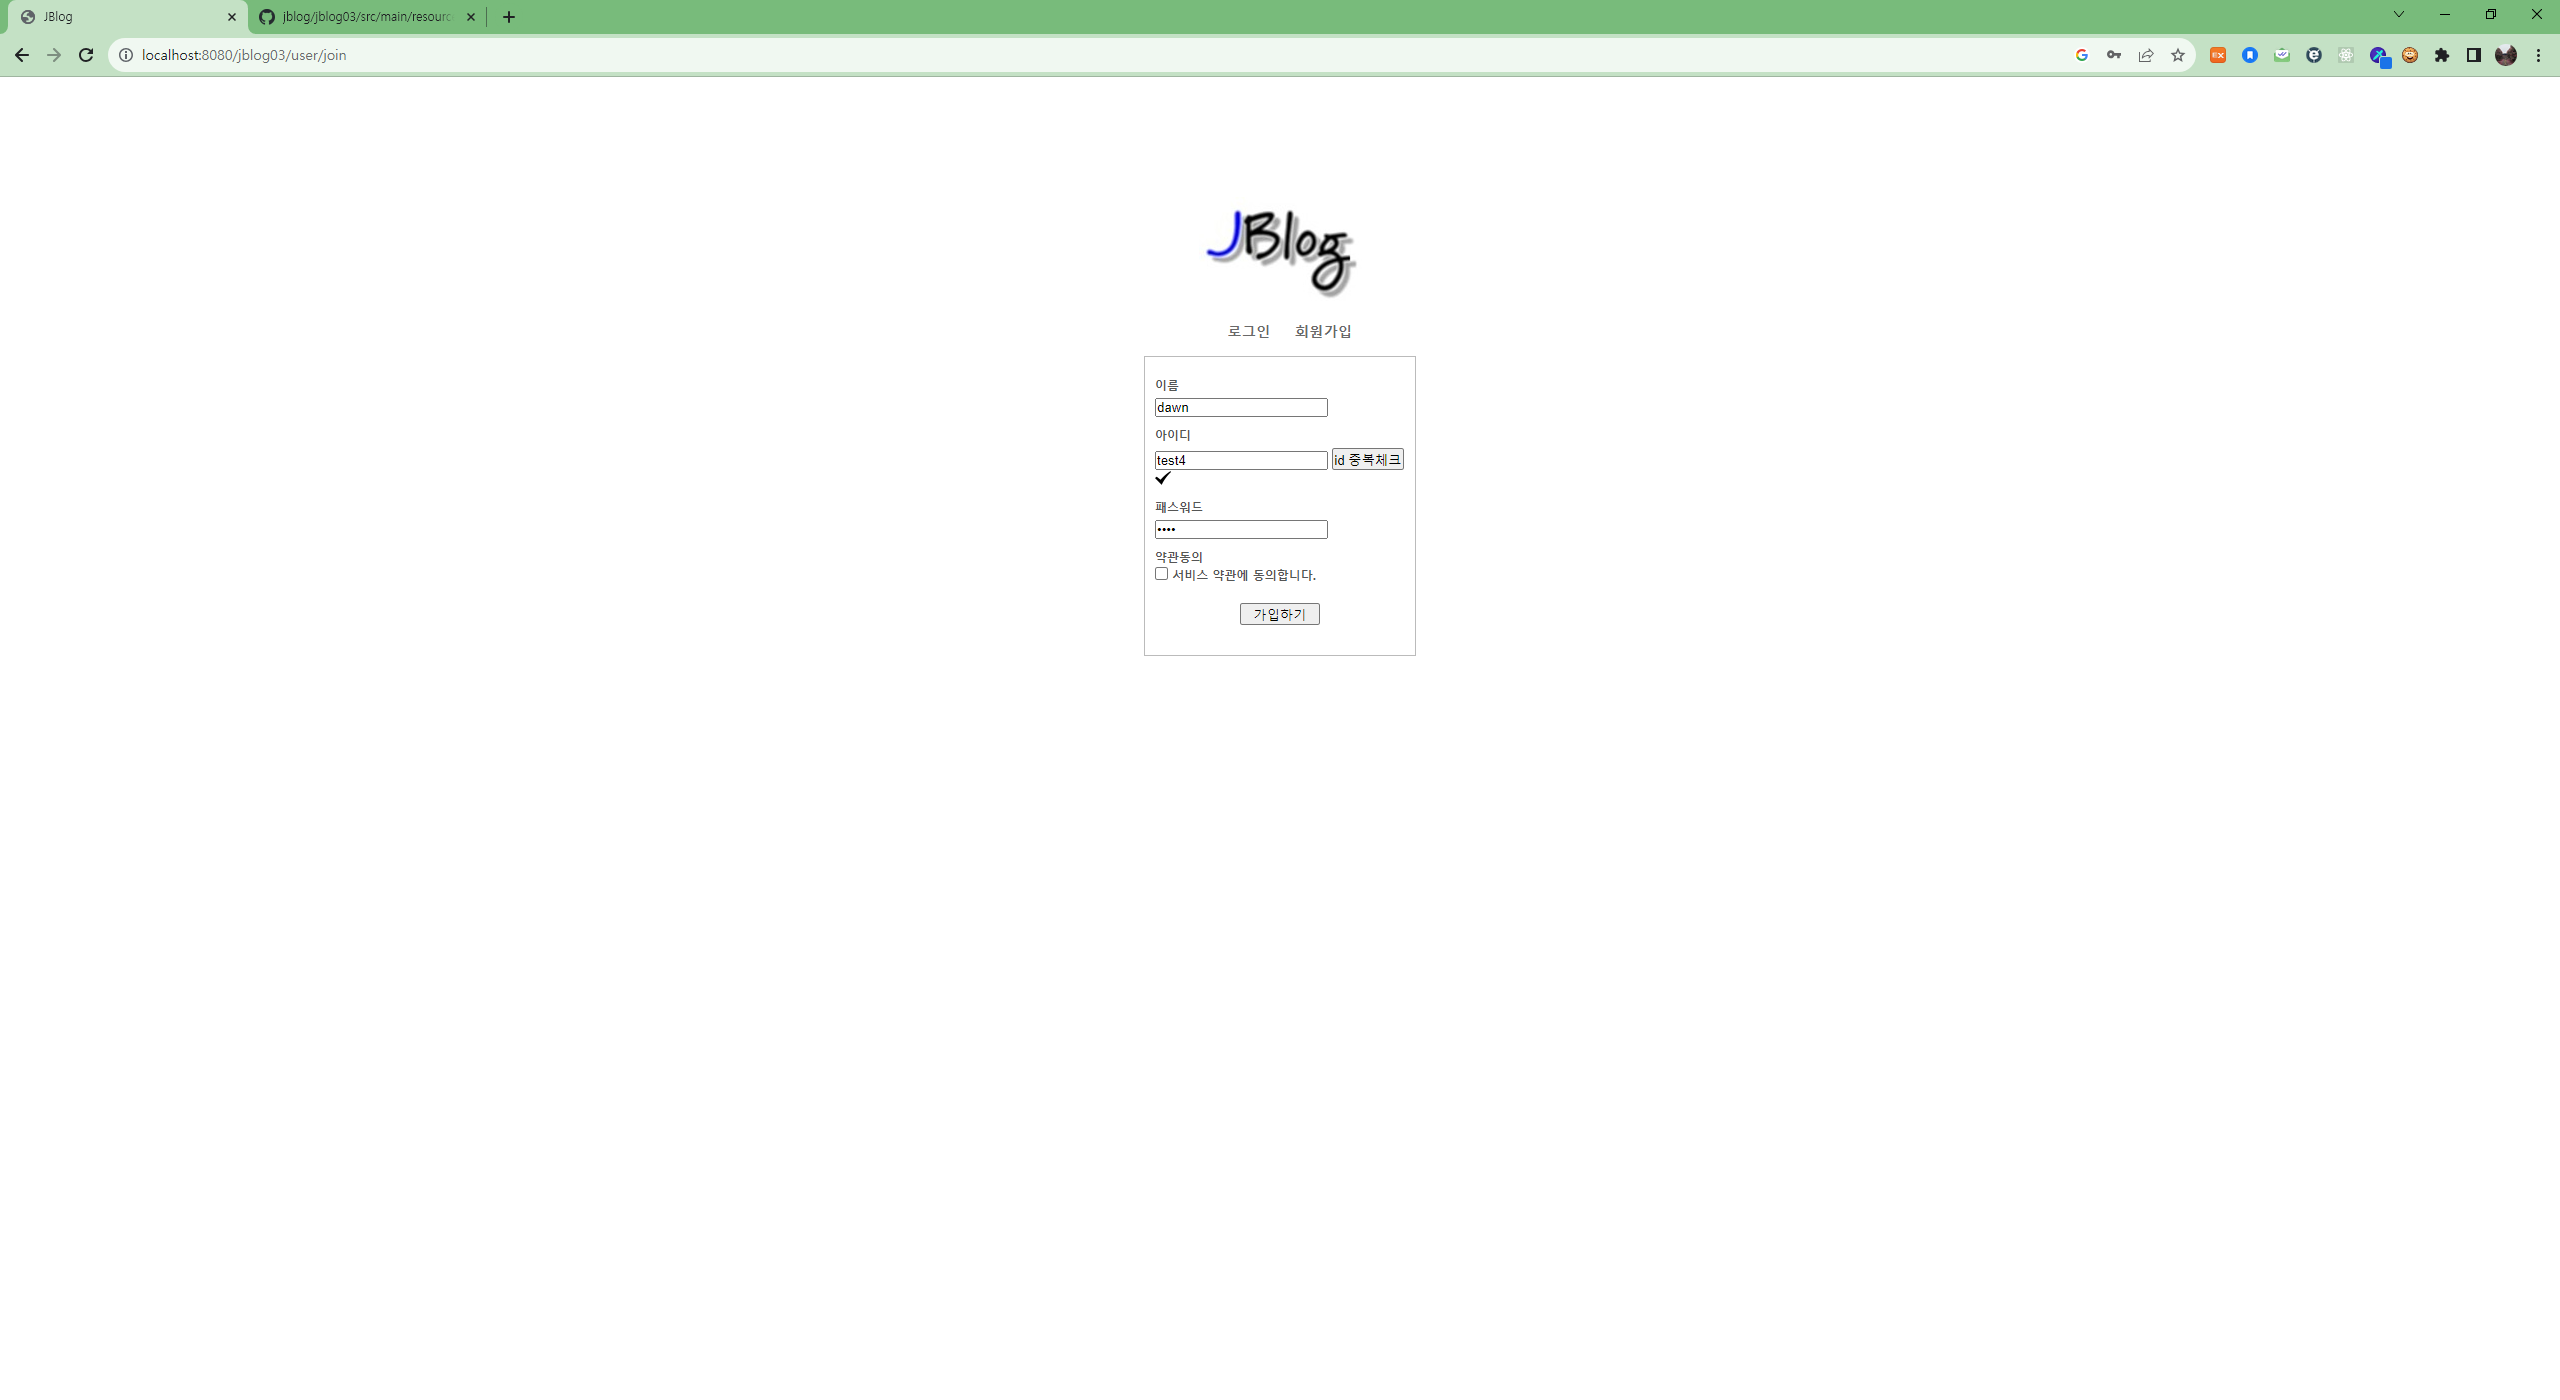 JBlog
jblog/jblog03/src/main/resourc
localhost:8080/jblog03/user/join
JBlog
로그인 회원가입
이름
dawn
아이디
test4 id 중복체크
패스워드
••••
약관동의
서비스 약관에 동의합니다.
가입하기